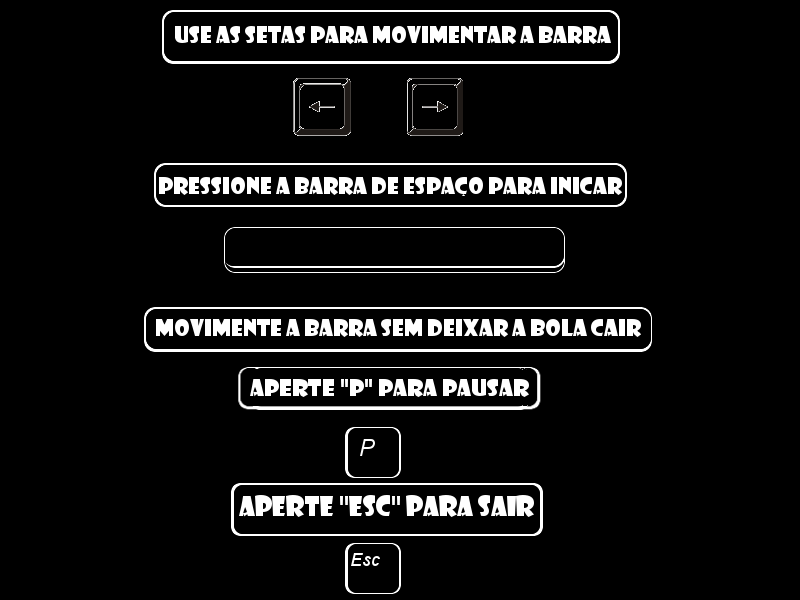 USE AS SETAS PARA MOVIMENTAR A BARRA
PRESSIONE A BARRA DE ESPAÇO PARA INICAR
MOVIMENTE A BARRA SEM DEIXAR A BOLA CAIR
APERTE "P" PARA PAUSAR
P
APERTE "ESC" PARA SAIR
Esc